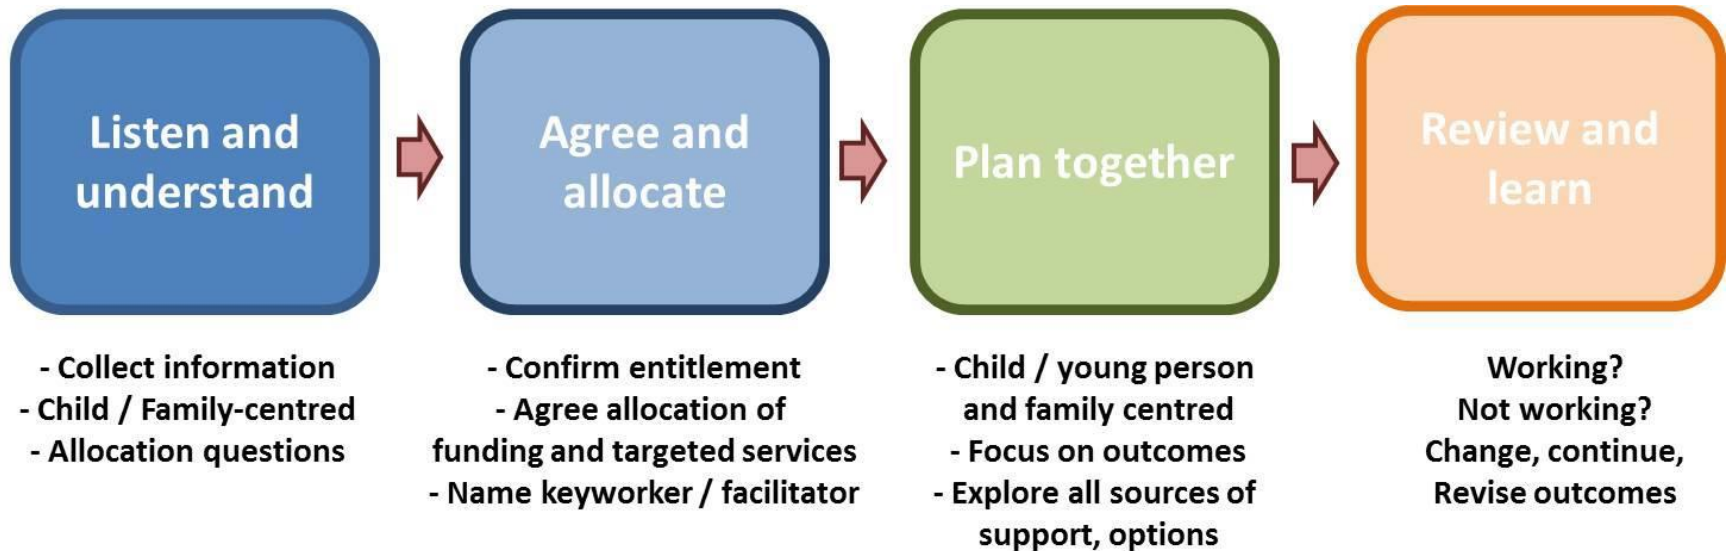 Listen and
understand
Agree and
allocate
Plan together
Review and
learn
- Collect information
- Child / Family-centred
- Allocation questions
- Confirm entitlement
- Agree allocation of
funding and targeted services
- Name keyworker / facilitator
- Child / young person
and family centred
- Focus on outcomes
- Explore all sources of
support, options
Working?
Not working?
Change, continue,
Revise outcomes